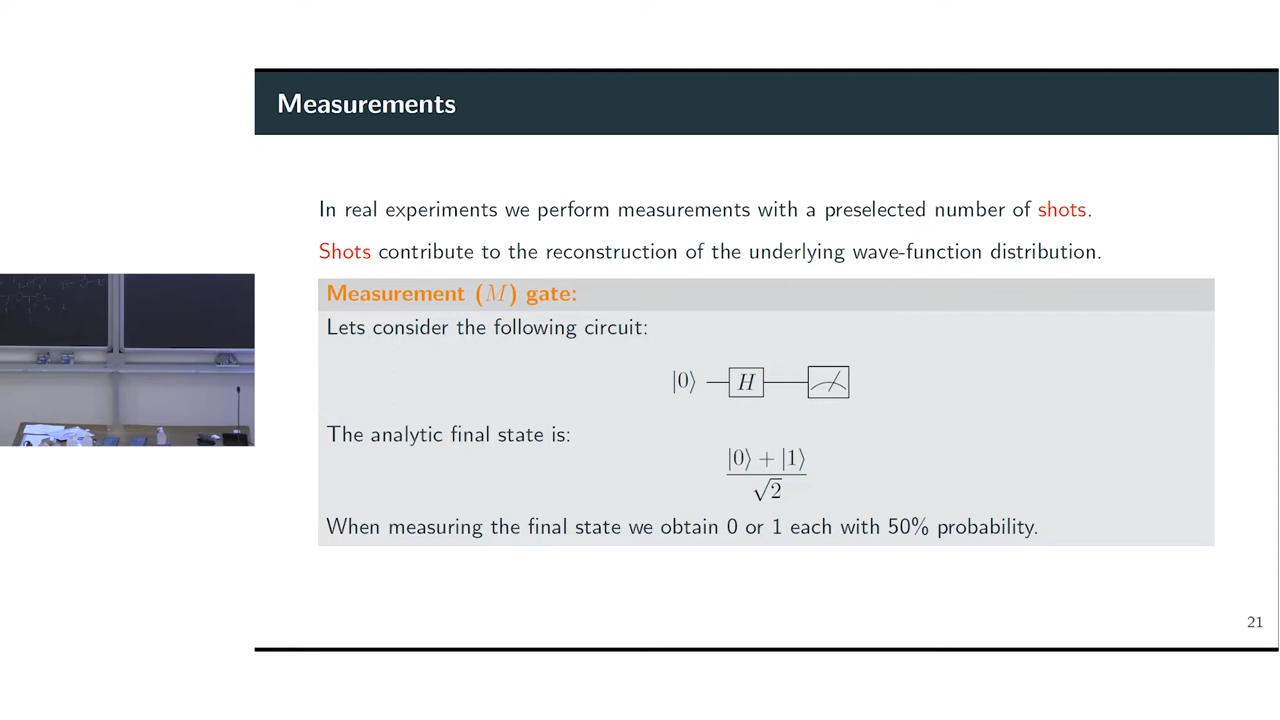 Measurements
In real experiments we perform measurements with a preselected number of shots.
Shots contribute to the reconstruction of the underlying wave-function distribution.
Measurement (M) gate:
Lets consider the following circuit:
|0⟩ H
The analytic final state is:
|0⟩ + |1⟩
√2
When measuring the final state we obtain 0 or 1 each with 50% probability.
21